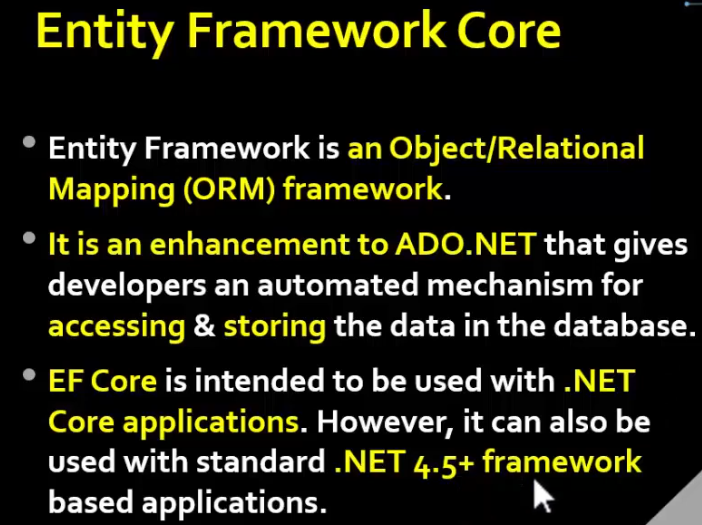 Entity Framework Core
• Entity Framework is an Object/Relational
Mapping (ORM) framework.
• It is an enhancement to ADO.NET that gives
developers an automated mechanism for
accessing & storing the data in the database.
• EF Core is intended to be used with .NET
Core applications. However, it can also be
used with standard .NET 4.5+ framework
based applications.